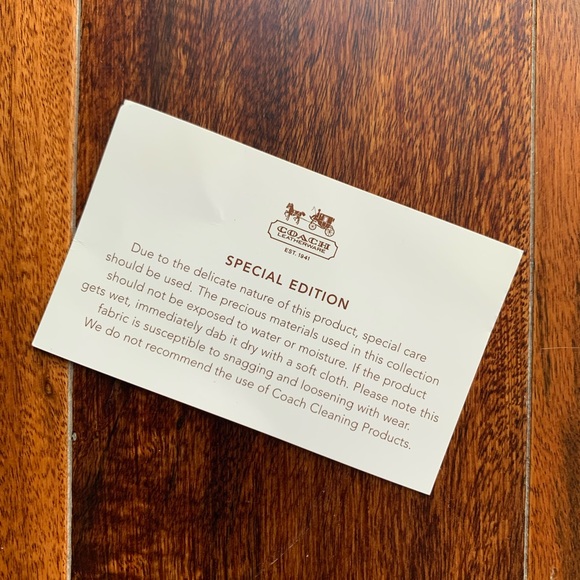 COACH
LEATHERWARE
EST. 1941
SPECIAL EDITION
Due to the delicate nature of this product, special care
should be used. The precious materials used in this collection
should not be exposed to water or moisture. If the product
gets wet, immediately dab it dry with a soft cloth. Please note this
fabric is susceptible to snagging and loosening with wear.
We do not recommend the use of Coach Cleaning Products.